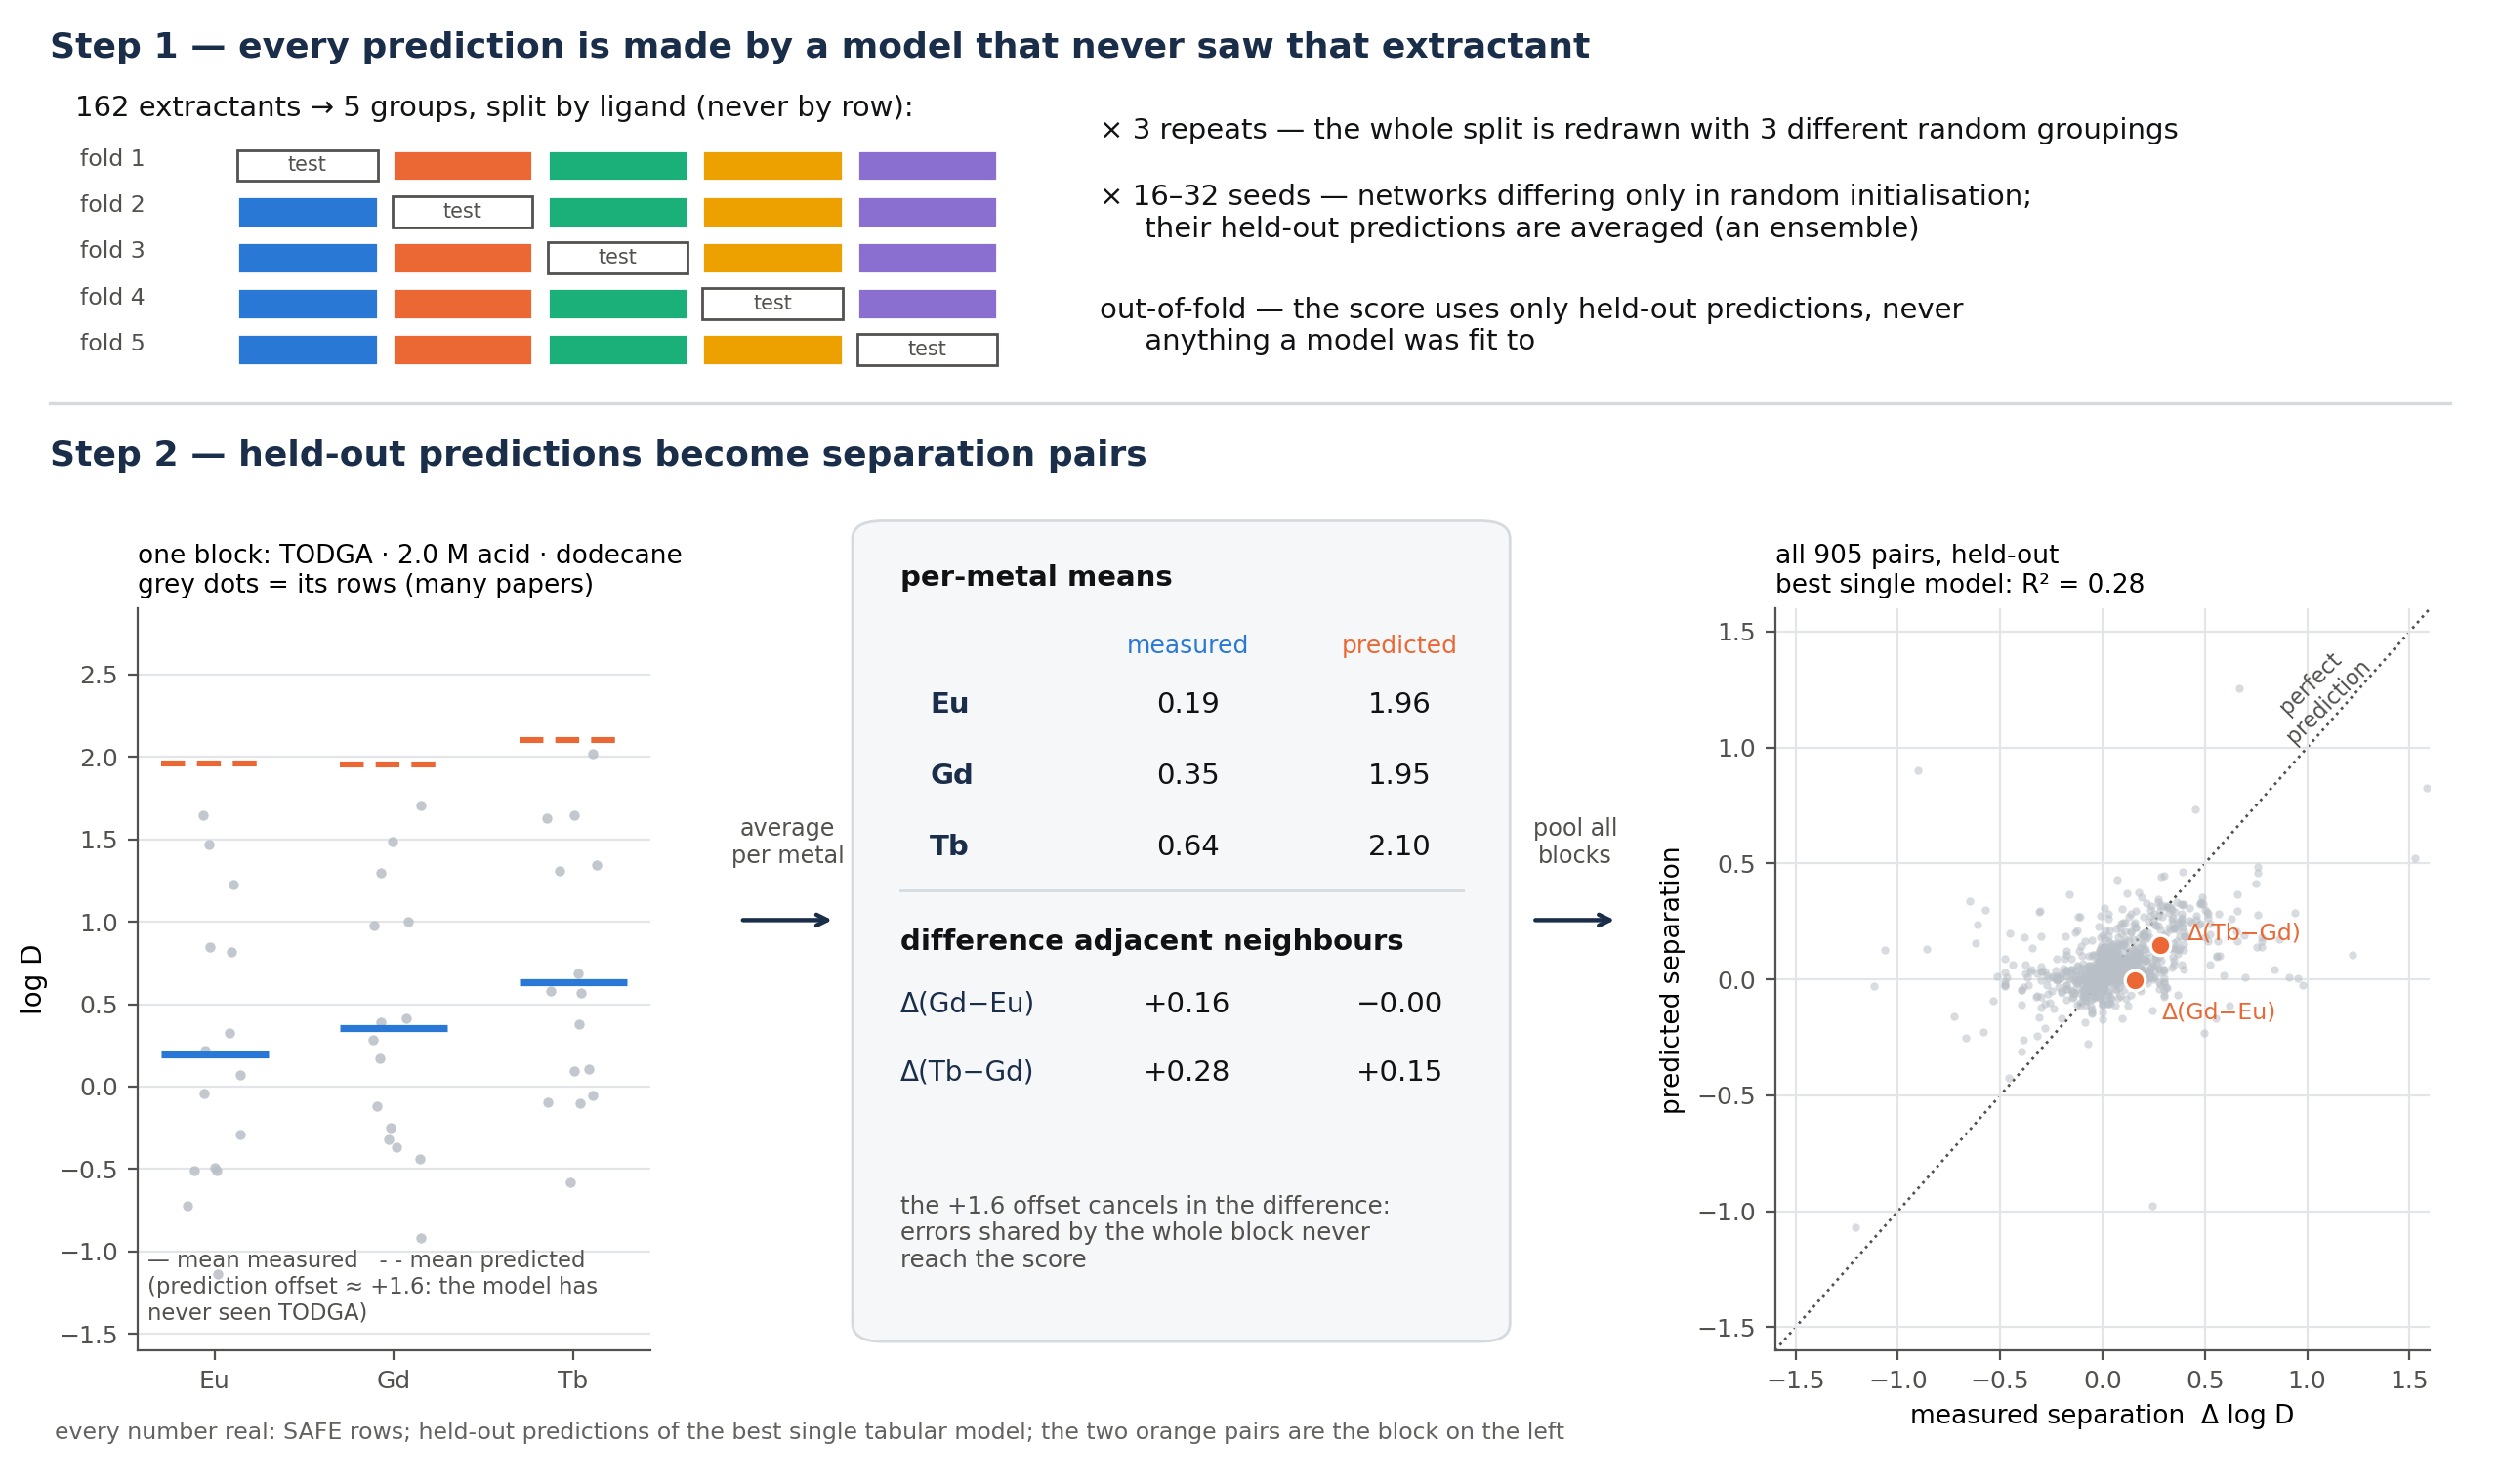 Step 1 — every prediction is made by a model that never saw that extractant
162 extractants → 5 groups, split by ligand (never by row):
fold 1
test
fold 2
test
fold 3
test
fold 4
test
fold 5
test
× 3 repeats — the whole split is redrawn with 3 different random groupings
× 16–32 seeds — networks differing only in random initialisation;
their held-out predictions are averaged (an ensemble)
out-of-fold — the score uses only held-out predictions, never
anything a model was fit to
Step 2 — held-out predictions become separation pairs
one block: TODGA · 2.0 M acid · dodecane
grey dots = its rows (many papers)
log D
2.5
2.0
1.5
1.0
0.5
0.0
−0.5
−1.0
−1.5
— mean measured - - mean predicted
(prediction offset ≈ +1.6: the model has
never seen TODGA)
Eu
Gd
Tb
average
per metal
per-metal means
measured predicted
Eu 0.19 1.96
Gd 0.35 1.95
Tb 0.64 2.10
difference adjacent neighbours
Δ(Gd−Eu) +0.16 −0.00
Δ(Tb−Gd) +0.28 +0.15
the +1.6 offset cancels in the difference:
errors shared by the whole block never
reach the score
pool all
blocks
all 905 pairs, held-out
best single model: R² = 0.28
predicted separation
1.5
1.0
0.5
0.0
−0.5
−1.0
−1.5
perfect
prediction
Δ(Tb−Gd)
Δ(Gd−Eu)
−1.5
−1.0
−0.5
0.0
0.5
1.0
1.5
measured separation Δ log D
every number real: SAFE rows; held-out predictions of the best single tabular model; the two orange pairs are the block on the left